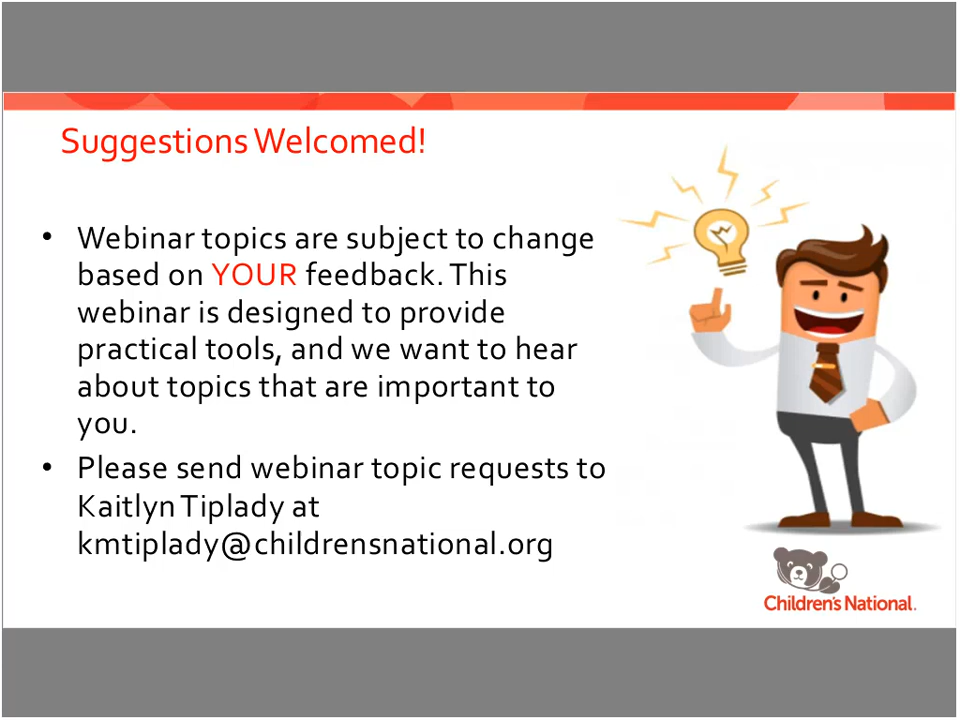 Suggestions Welcomed!
• Webinar topics are subject to change
based on YOUR feedback. This
webinar is designed to provide
practical tools, and we want to hear
about topics that are important to
you.
• Please send webinar topic requests to
Kaitlyn Tiplady at
kmtiplady@childrensnational.org
Children's National.